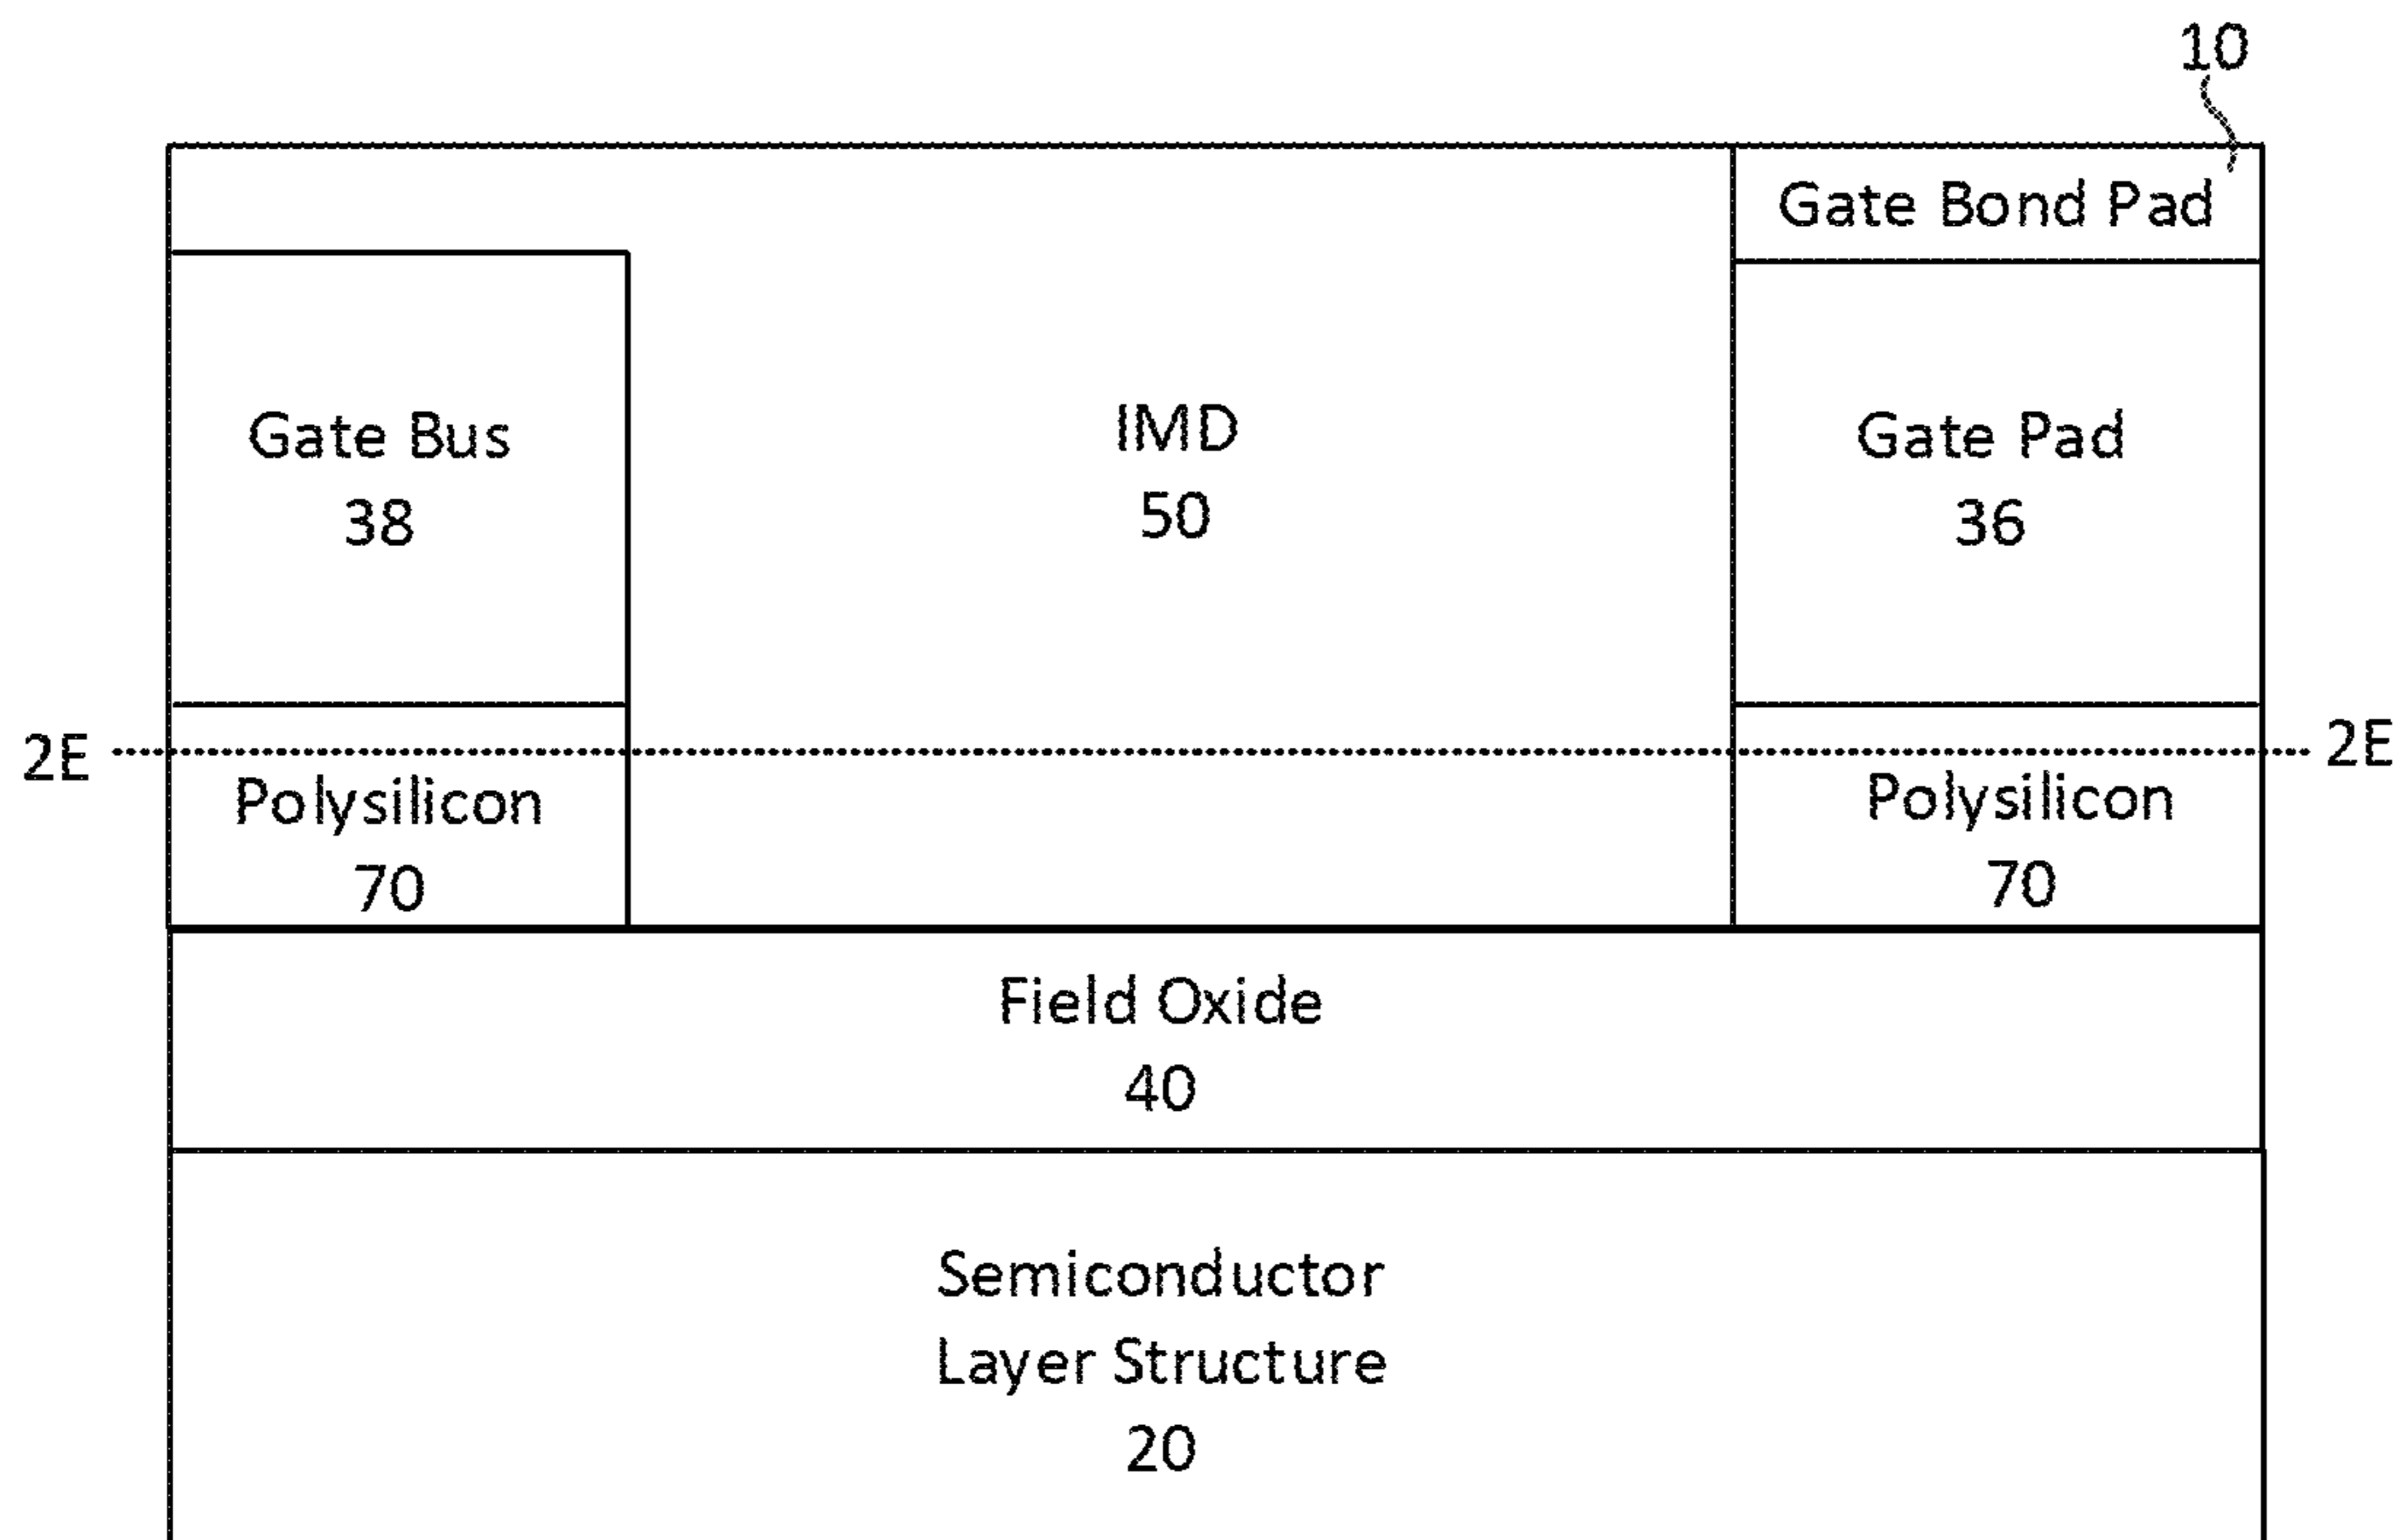 10
Gate Bond Pad
Gate Bus
38
IMD
50
Gate Pad
36
2E
2E
Polysilicon
70
Polysilicon
70
Field Oxide
40
Semiconductor
Layer Structure
20